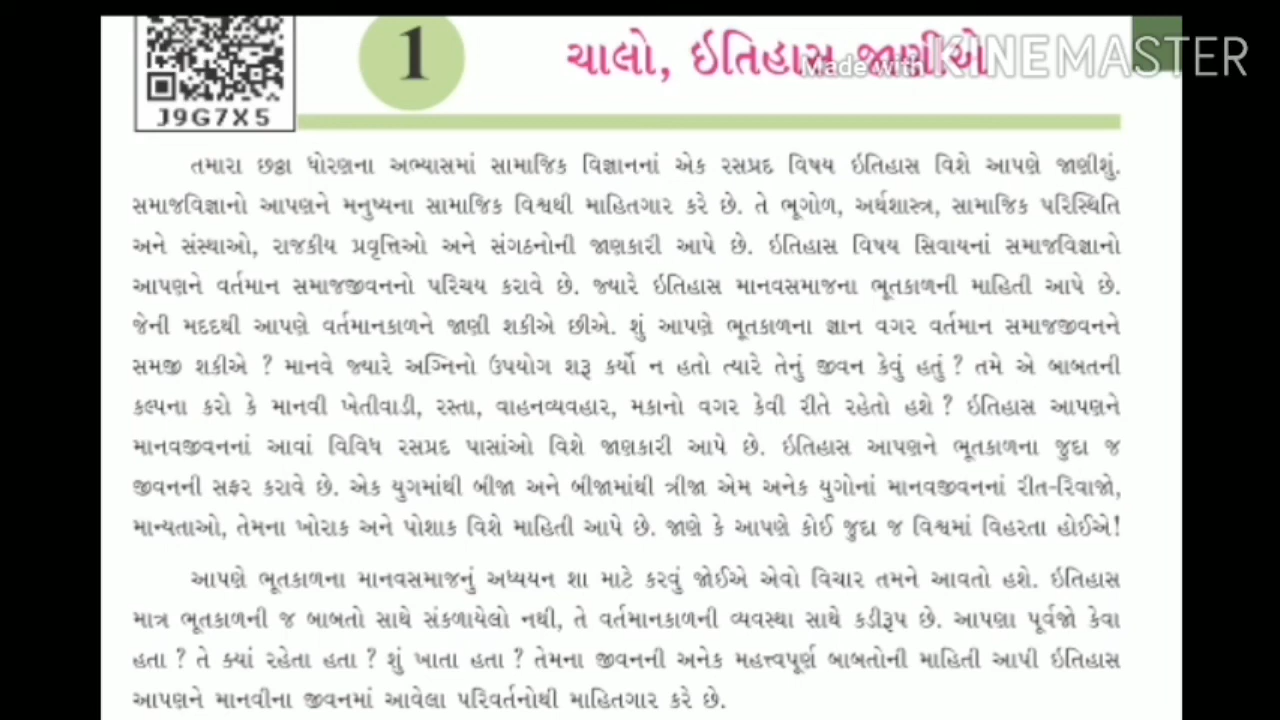 J9G7X5
1
ચાલો, ઇતિહાસ જાણીએ
Made with KINEMASTER
તમારા છઠ્ઠા ધોરણના અભ્યાસમાં સામાજિક વિજ્ઞાનનાં એક રસપ્રદ વિષય ઇતિહાસ વિશે આપણે જાણીશું.
સમાજવિજ્ઞાનો આપણને મનુષ્યના સામાજિક વિશ્વથી માહિતગાર કરે છે. તે ભૂગોળ, અર્થશાસ્ત્ર, સામાજિક પરિસ્થિતિ
અને સંસ્થાઓ, રાજકીય પ્રવૃત્તિઓ અને સંગઠનોની જાણકારી આપે છે. ઇતિહાસ વિષય સિવાયનાં સમાજવિજ્ઞાનો
આપણને વર્તમાન સમાજજીવનનો પરિચય કરાવે છે. જ્યારે ઇતિહાસ માનવસમાજના ભૂતકાળની માહિતી આપે છે.
જેની મદદથી આપણે વર્તમાનકાળને જાણી શકીએ છીએ. શું આપણે ભૂતકાળના જ્ઞાન વગર વર્તમાન સમાજજીવનને
સમજી શકીએ ? માનવે જ્યારે અગ્નિનો ઉપયોગ શરૂ કર્યો ન હતો ત્યારે તેનું જીવન કેવું હતું ? તમે એ બાબતની
કલ્પના કરો કે માનવી ખેતીવાડી, રસ્તા, વાહનવ્યવહાર, મકાનો વગર કેવી રીતે રહેતો હશે ? ઇતિહાસ આપણને
માનવજીવનનાં આવાં વિવિધ રસપ્રદ પાસાંઓ વિશે જાણકારી આપે છે. ઇતિહાસ આપણને ભૂતકાળના જુદા જ
જીવનની સફર કરાવે છે. એક યુગમાંથી બીજા અને બીજામાંથી ત્રીજા એમ અનેક યુગોનાં માનવજીવનનાં રીત-રિવાજો,
માન્યતાઓ, તેમના ખોરાક અને પોશાક વિશે માહિતી આપે છે. જાણે કે આપણે કોઈ જુદા જ વિશ્વમાં વિહરતા હોઈએ!
આપણે ભૂતકાળના માનવસમાજનું અધ્યયન શા માટે કરવું જોઈએ એવો વિચાર તમને આવતો હશે. ઇતિહાસ
માત્ર ભૂતકાળની જ બાબતો સાથે સંકળાયેલો નથી, તે વર્તમાનકાળની વ્યવસ્થા સાથે કડીરૂપ છે. આપણા પૂર્વજો કેવા
હતા ? તે ક્યાં રહેતા હતા ? શું ખાતા હતા ? તેમના જીવનની અનેક મહત્ત્વપૂર્ણ બાબતોની માહિતી આપી ઇતિહાસ
આપણને માનવીના જીવનમાં આવેલા પરિવર્તનોથી માહિતગાર કરે છે.